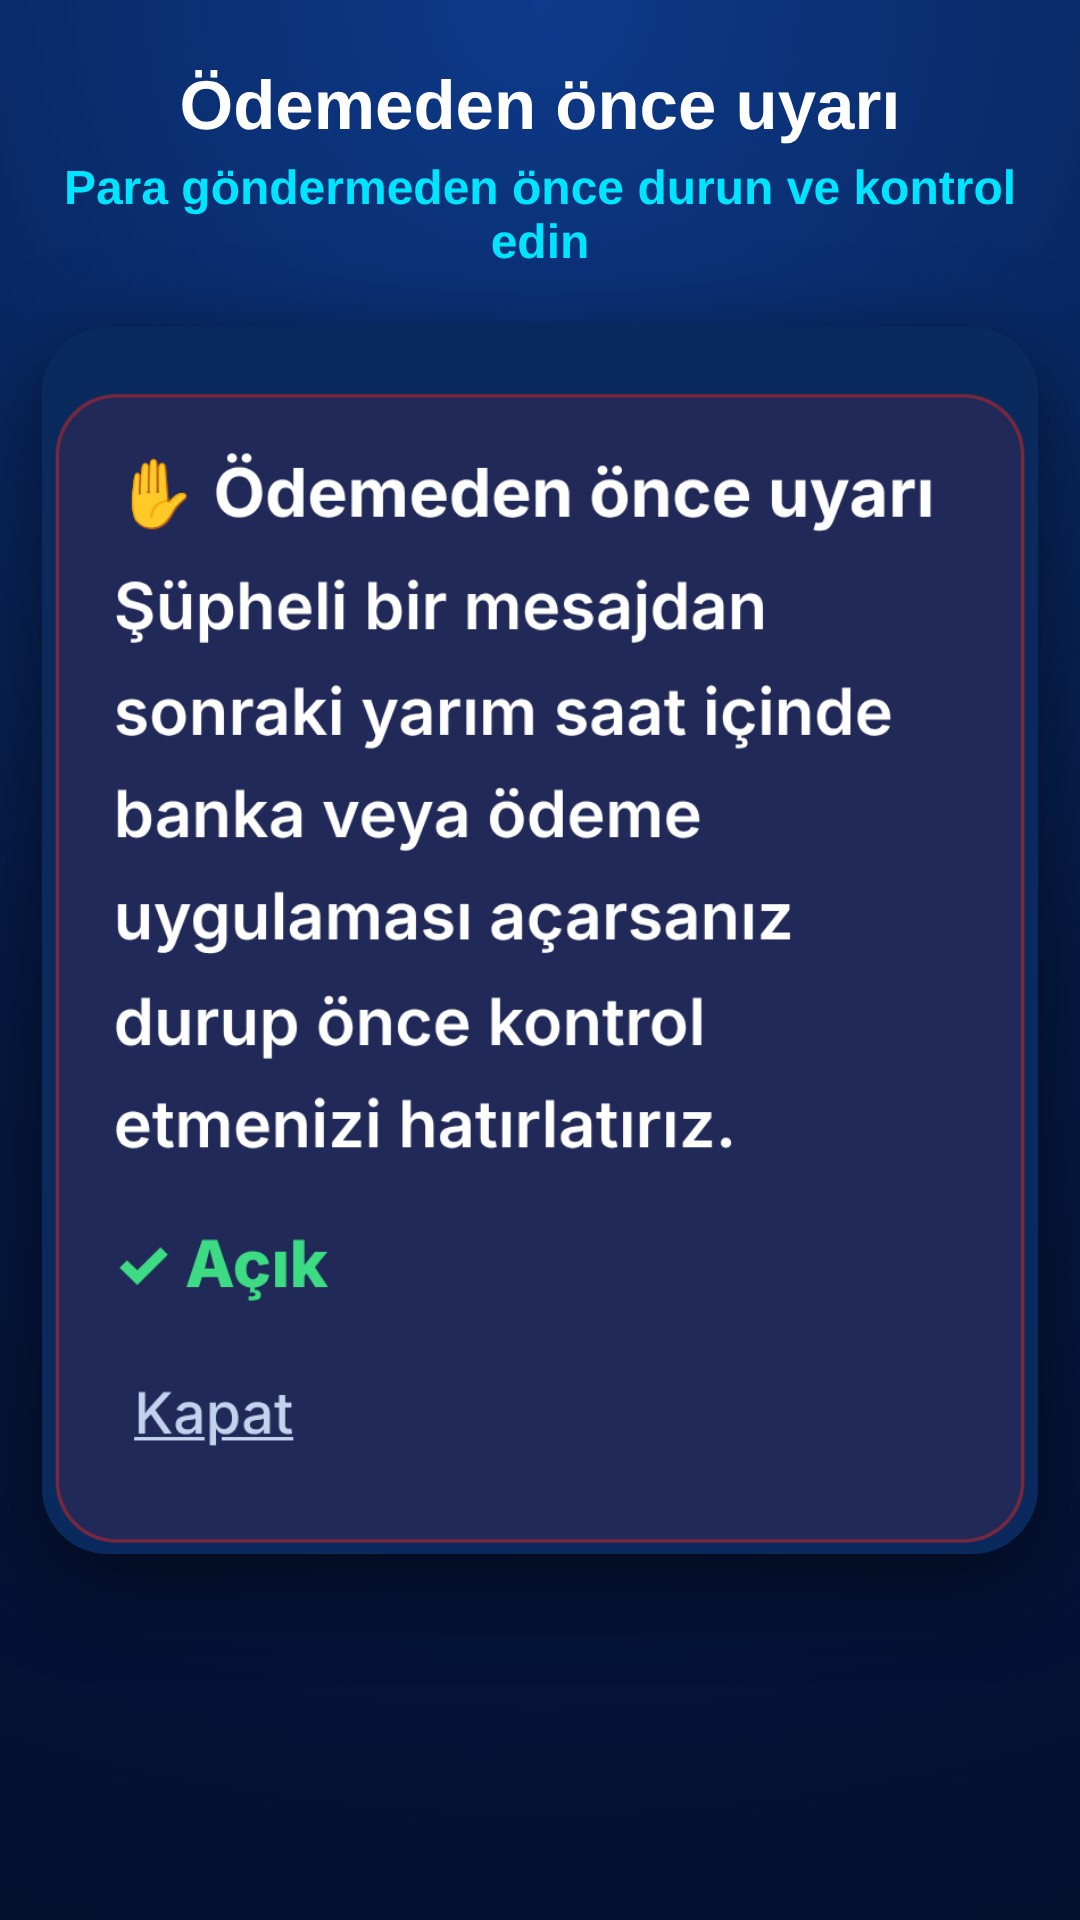 Ödemeden önce uyarı
Para göndermeden önce durun ve kontrol
edin
✋ Ödemeden önce uyarı
Şüpheli bir mesajdan
sonraki yarım saat içinde
banka veya ödeme
uygulaması açarsanız
durup önce kontrol
etmenizi hatırlatırız.
✓ Açık
Kapat